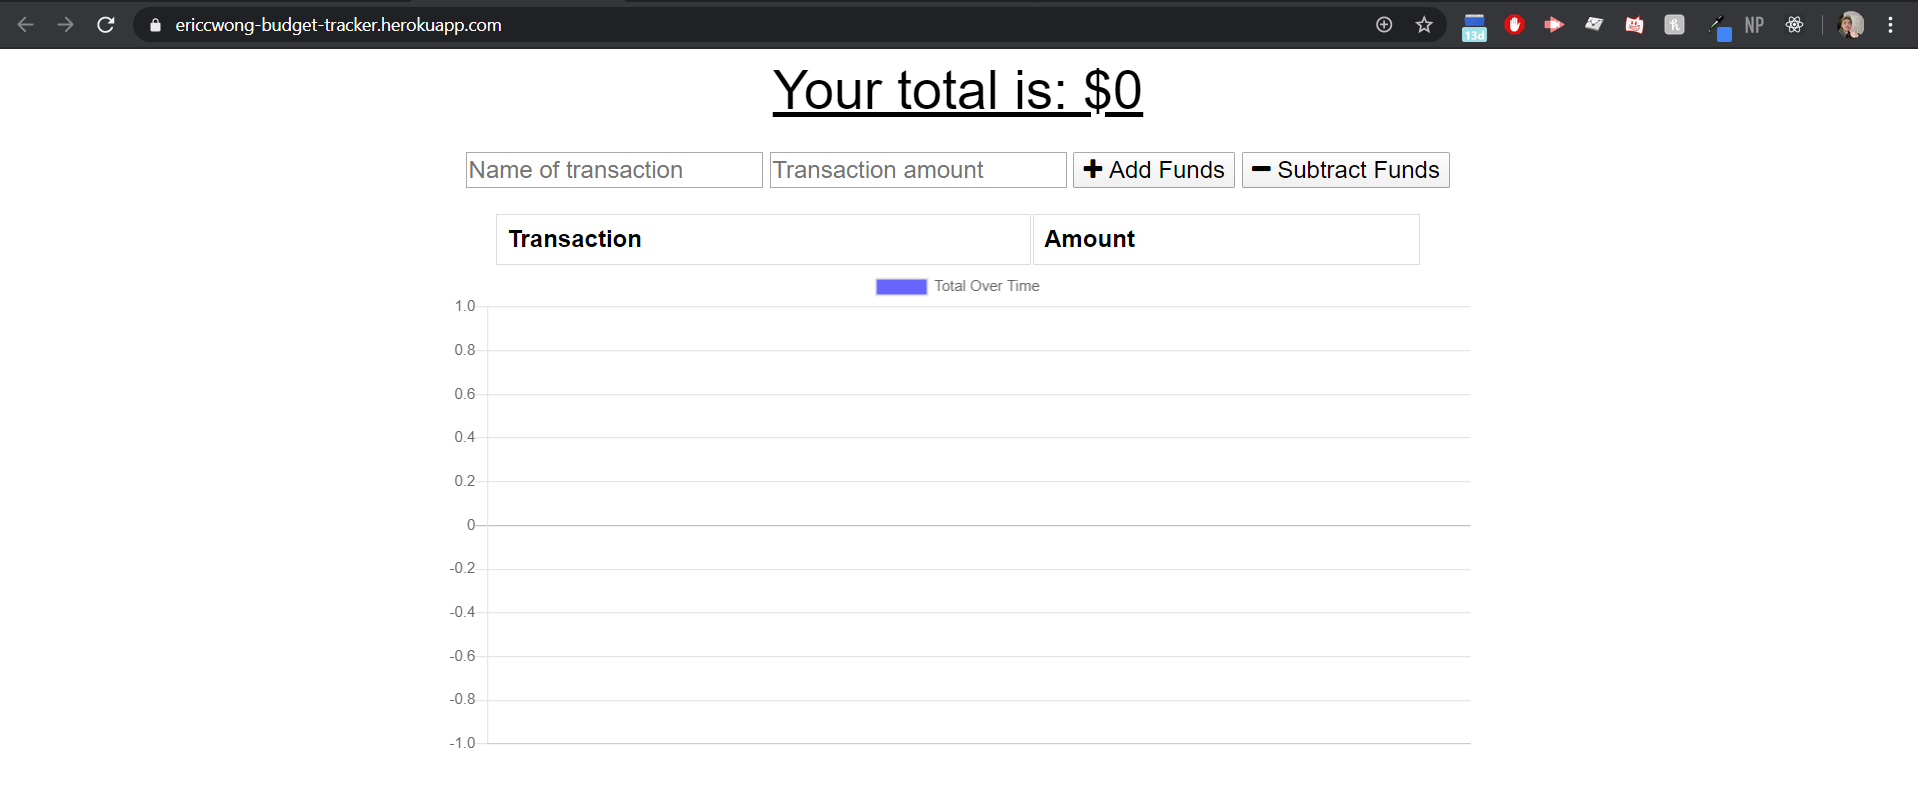 ericcwong-budget-tracker.herokuapp.com
13d
NP
Your total is: $0
Name of transaction Transaction amount Add Funds Subtract Funds
Transaction Amount
Total Over Time
1.0
0.8
0.6
0.4
0.2
0
-0.2
-0.4
-0.6
-0.8
-1.0